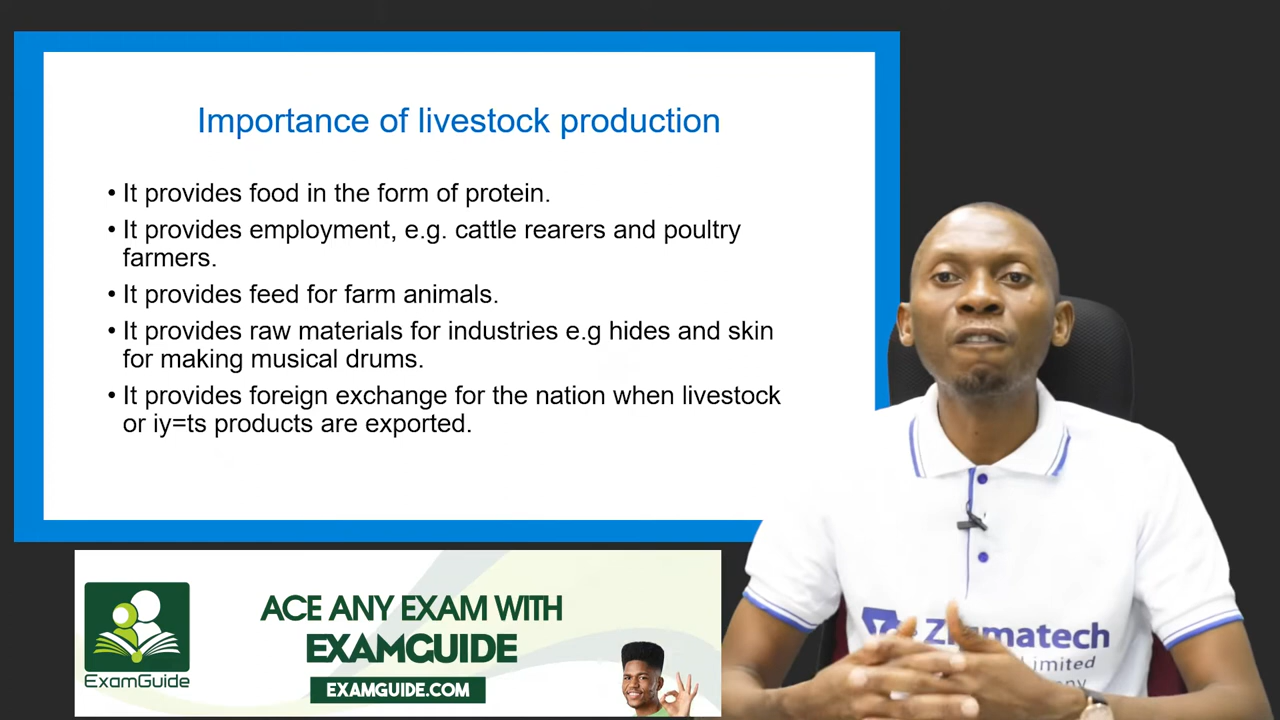 Importance of livestock production
• It provides food in the form of protein.
• It provides employment, e.g. cattle rearers and poultry
farmers.
• It provides feed for farm animals.
• It provides raw materials for industries e.g hides and skin
for making musical drums.
• It provides foreign exchange for the nation when livestock
or iy=ts products are exported.
ACE ANY EXAM WITH
EXAMGUIDE
EXAMGUIDE.COM
ExamGuide
Limited